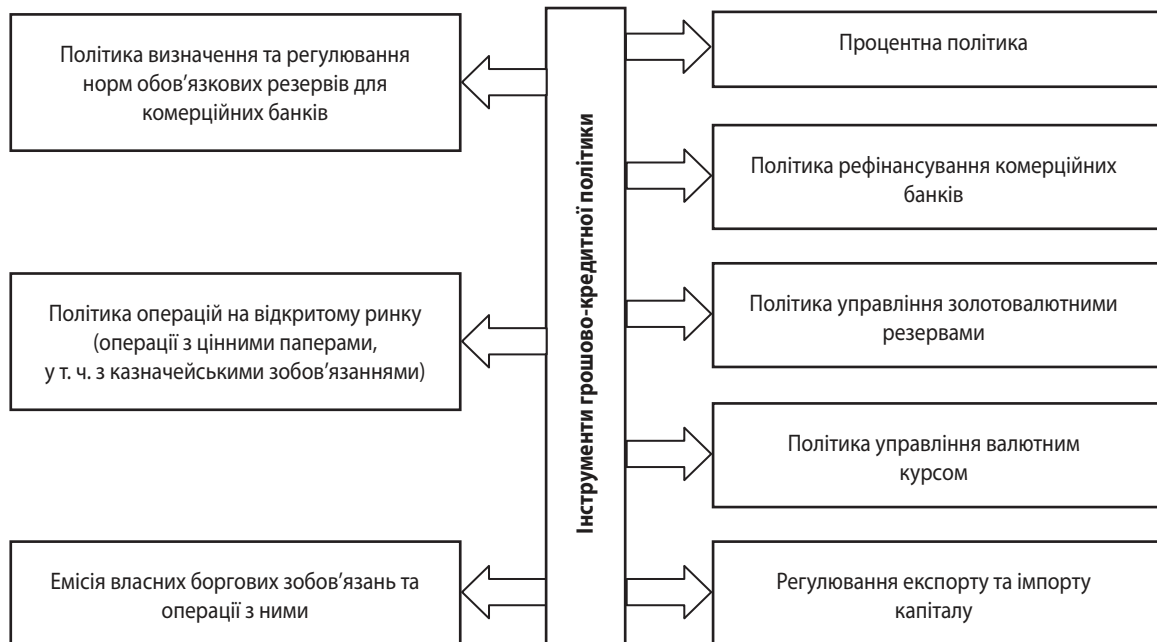 Політика визначення та регулювання
норм обов’язкових резервів для
комерційних банків
Політика операцій на відкритому ринку
(операції з цінними паперами,
у т. ч. з казначейськими зобов’язаннями)
Емісія власних боргових зобов’язань та
операції з ними
Інструменти грошово-кредитної політики
Процентна політика
Політика рефінансування комерційних
банків
Політика управління золотовалютними
резервами
Політика управління валютним
курсом
Регулювання експорту та імпорту
капіталу